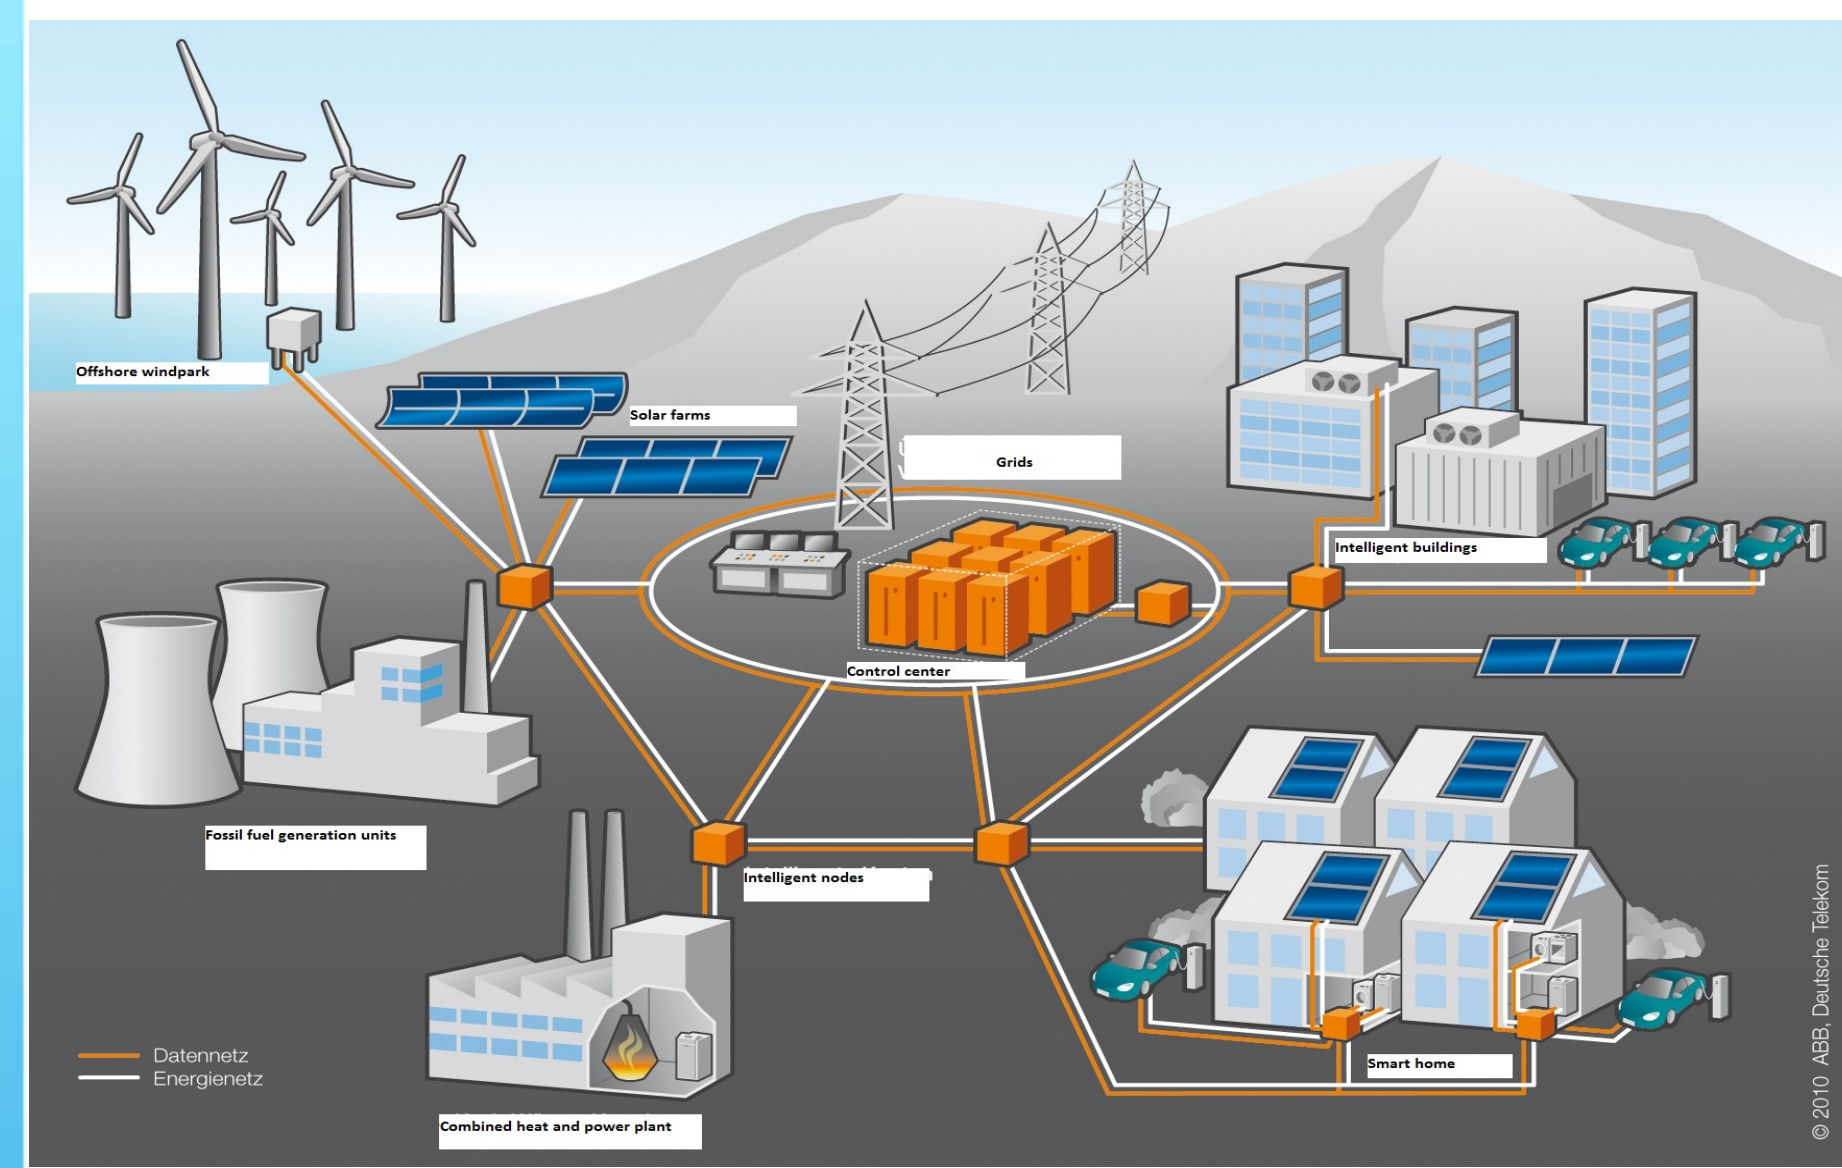 Offshore windpark
Solar farms
Grids
Intelligent buildings
Control center
Fossil fuel generation units
Intelligent nodes
Datennetz
Energienetz
Smart home
Combined heat and power plant
© 2010 ABB, Deutsche Telekom